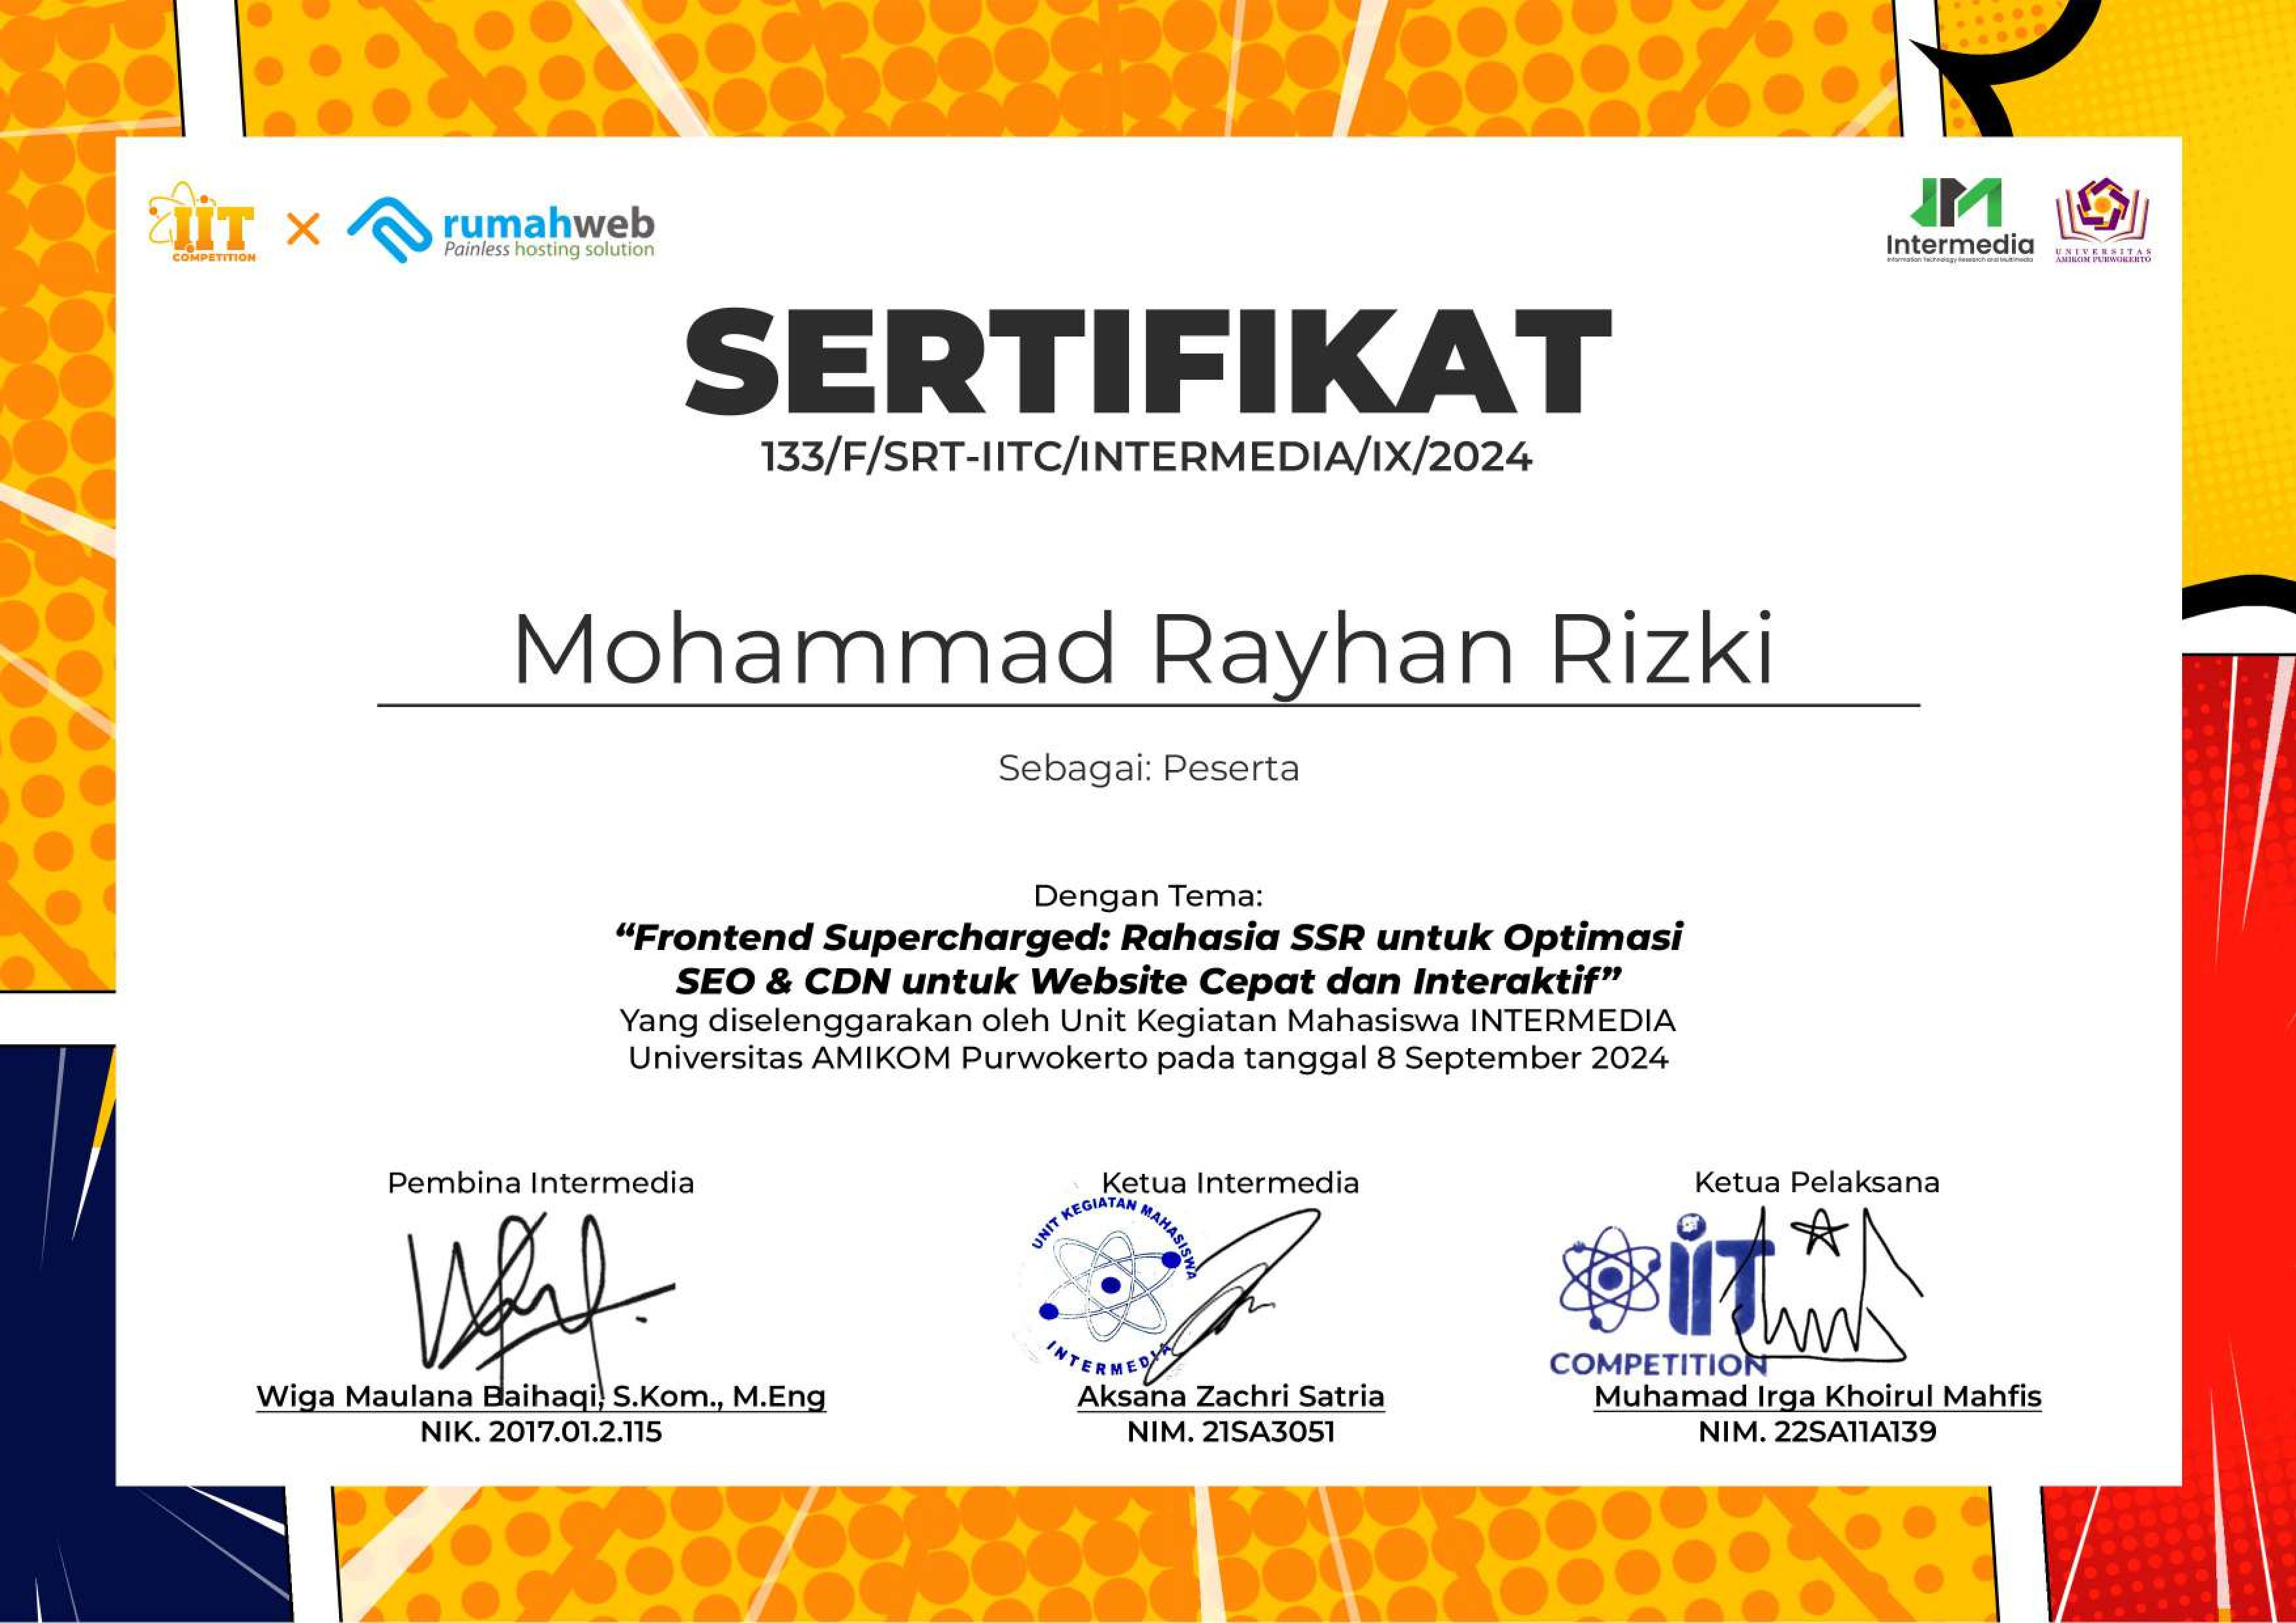 IIT
COMPETITION
×
rumahweb
Painless hosting solution
Intermedia
Information Technology Research and Multimedia
UNIVERSITAS
AMIKOM PURWOKERTO
SERTIFIKAT
133/F/SRT-IITC/INTERMEDIA/IX/2024
Mohammad Rayhan Rizki
Sebagai: Peserta
Dengan Tema:
“Frontend Supercharged: Rahasia SSR untuk Optimasi
SEO & CDN untuk Website Cepat dan Interaktif”
Yang diselenggarakan oleh Unit Kegiatan Mahasiswa INTERMEDIA
Universitas AMIKOM Purwokerto pada tanggal 8 September 2024
Pembina Intermedia
Wiga Maulana Baihaqi, S.Kom., M.Eng
NIK. 2017.01.2.115
Ketua Intermedia
UNIT KEGIATAN MAHASISWA
INTERMEDIA
Aksana Zachri Satria
NIM. 21SA3051
Ketua Pelaksana
IIT
COMPETITION
Muhamad Irga Khoirul Mahfis
NIM. 22SA11A139